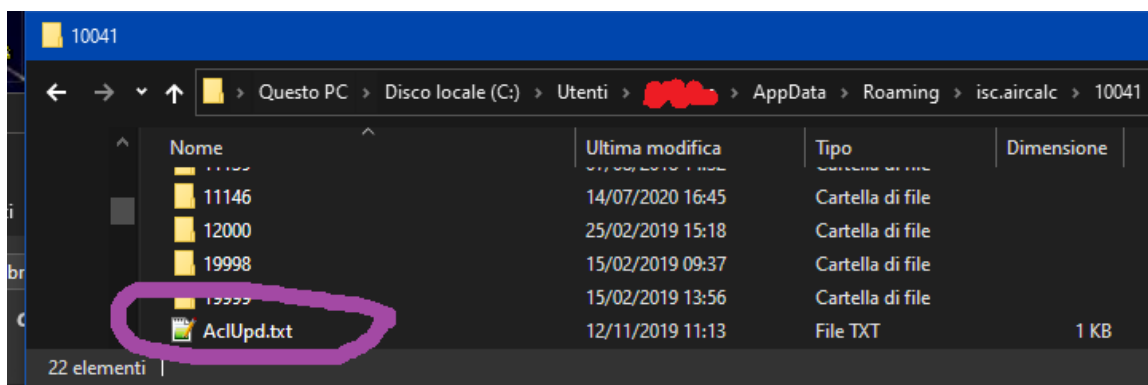 10041
Questo PC > Disco locale (C:) > Utenti > > AppData > Roaming > isc.aircalc > 10041
Nome Ultima modifica Tipo Dimensione
11146 14/07/2020 16:45 Cartella di file
12000 25/02/2019 15:18 Cartella di file
19998 15/02/2019 09:37 Cartella di file
19999 15/02/2019 13:56 Cartella di file
AclUpd.txt 12/11/2019 11:13 File TXT 1 KB
22 elementi